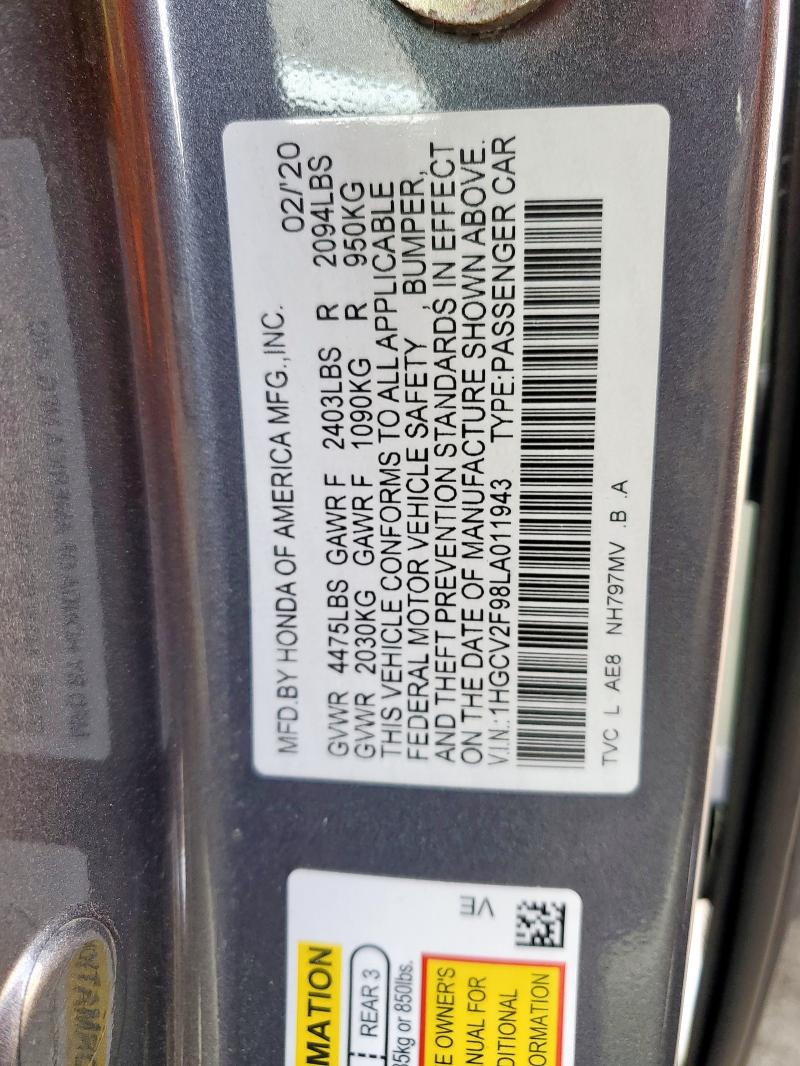 MFD.BY HONDA OF AMERICA MFG.,INC. 02/'20
GVWR 4475LBS GAWR F 2403LBS R 2094LBS
GVWR 2030KG GAWR F 1090KG R 950KG
THIS VEHICLE CONFORMS TO ALL APPLICABLE
FEDERAL MOTOR VEHICLE SAFETY , BUMPER,
AND THEFT PREVENTION STANDARDS IN EFFECT
ON THE DATE OF MANUFACTURE SHOWN ABOVE.
V.I.N.:1HGCV2F98LA011943 TYPE:PASSENGER CAR
TVC L AE8 NH797MV .B .A
VE
MATION
REAR 3
35kg or 850lbs.
E OWNER'S
NUAL FOR
DITIONAL
ORMATION